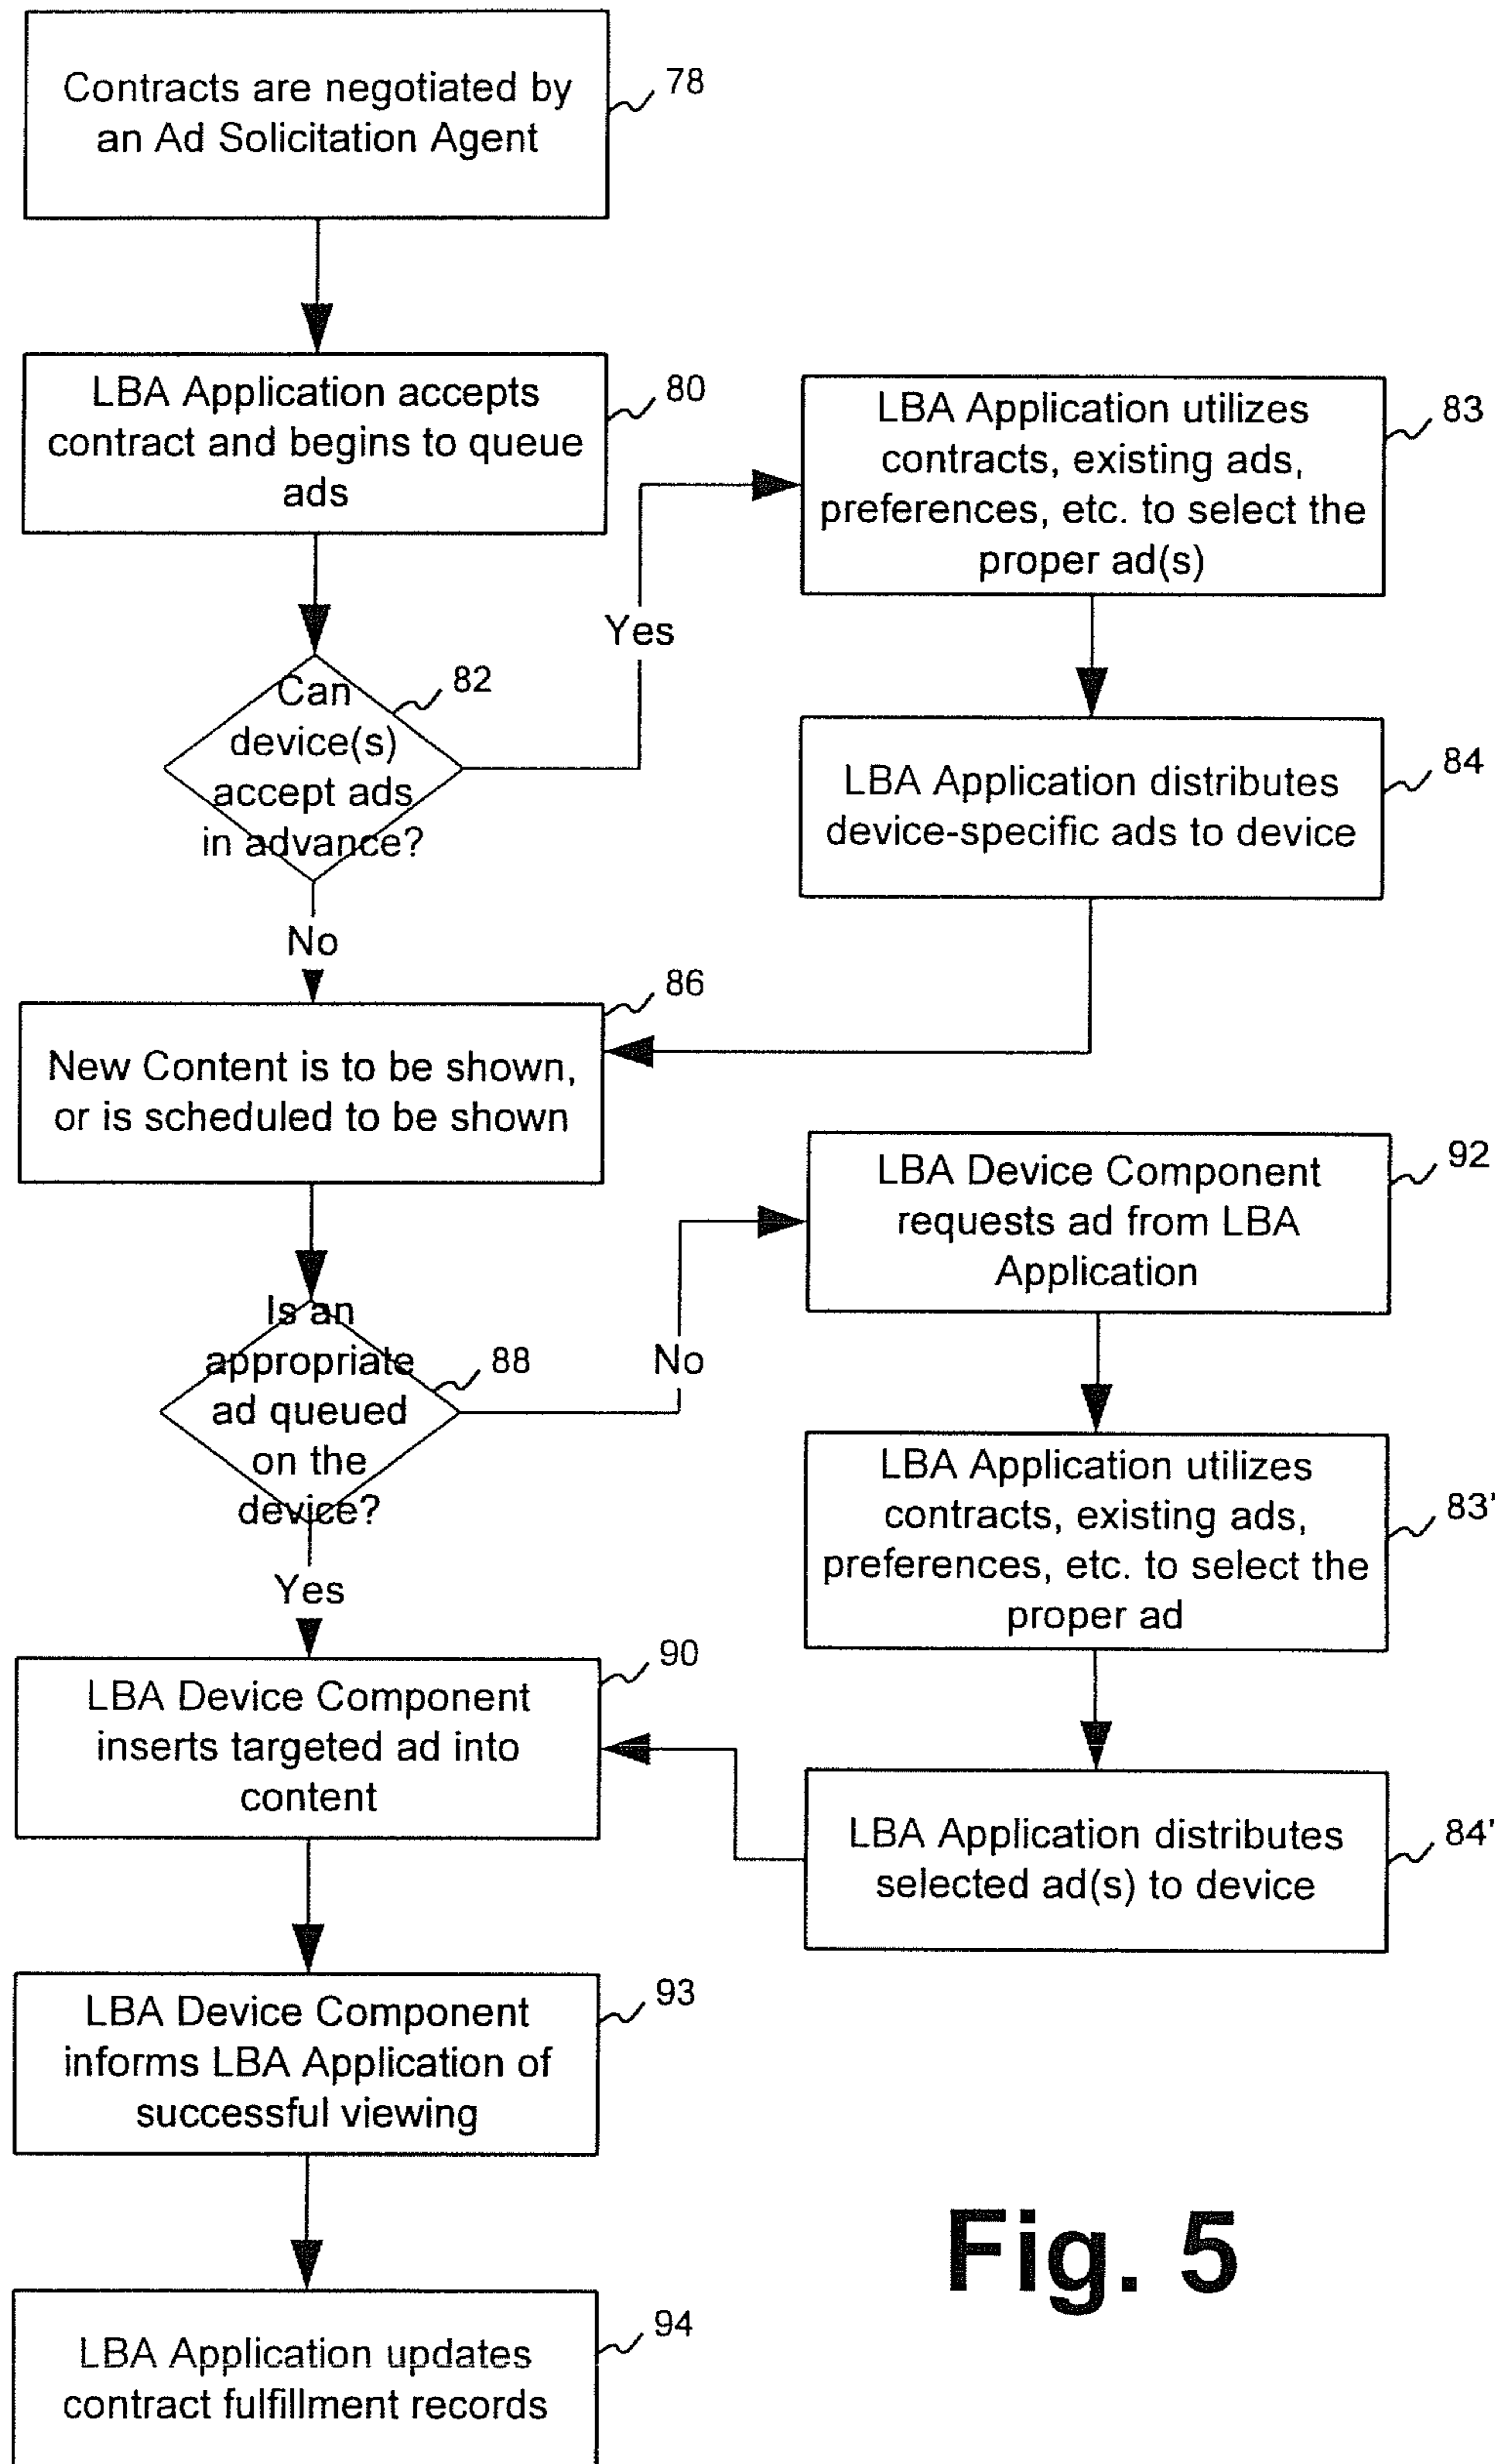 Contracts are negotiated by
an Ad Solicitation Agent
78
LBA Application accepts
contract and begins to queue
ads
80
Can
device(s)
accept ads
in advance?
82
Yes
LBA Application utilizes
contracts, existing ads,
preferences, etc. to select the
proper ad(s)
83
LBA Application distributes
device-specific ads to device
84
No
New Content is to be shown,
or is scheduled to be shown
86
Is an
appropriate
ad queued
on the
device?
88
No
LBA Device Component
requests ad from LBA
Application
92
LBA Application utilizes
contracts, existing ads,
preferences, etc. to select the
proper ad
83'
LBA Application distributes
selected ad(s) to device
84'
Yes
LBA Device Component
inserts targeted ad into
content
90
LBA Device Component
informs LBA Application of
successful viewing
93
LBA Application updates
contract fulfillment records
94
Fig. 5